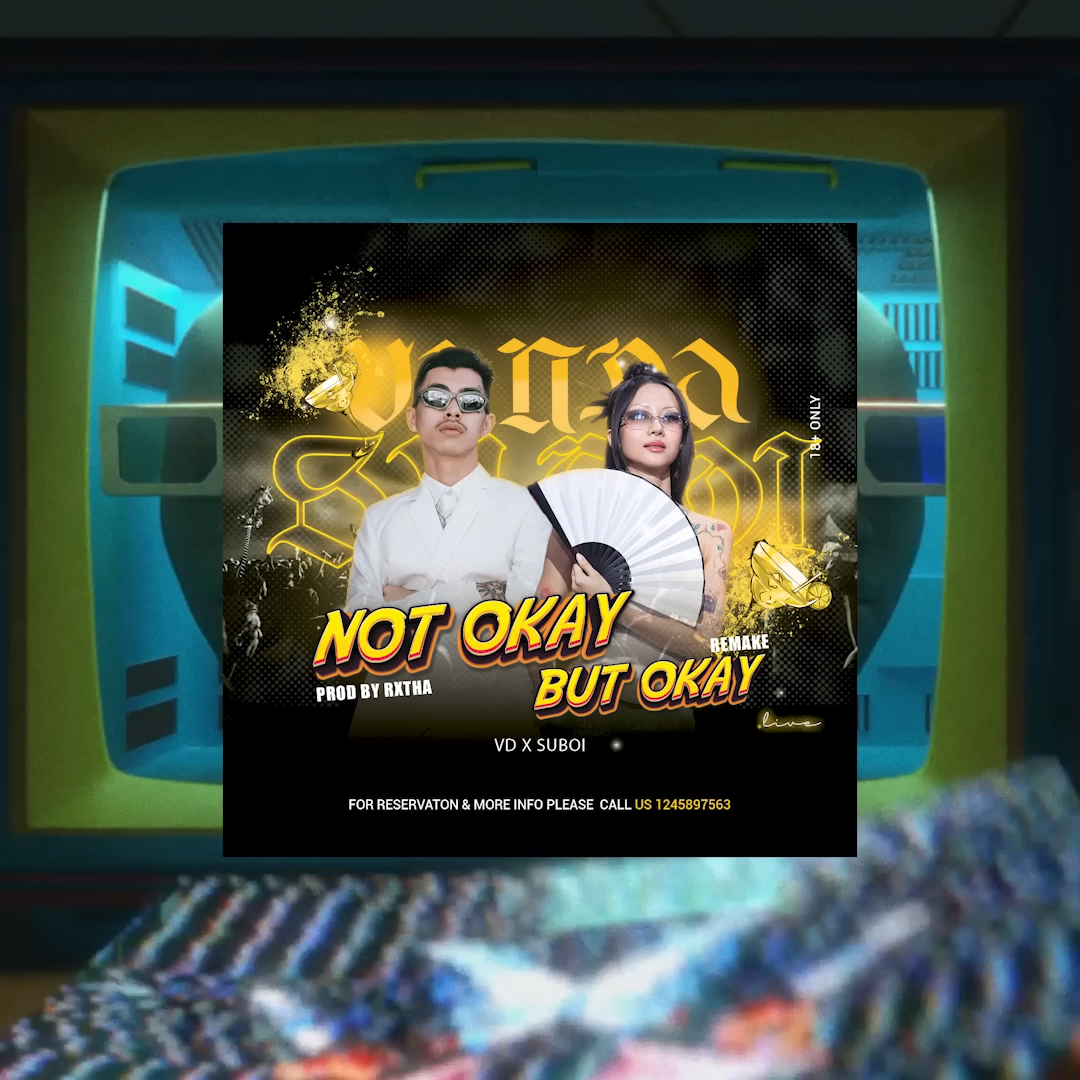 SUBOI
18+ ONLY
NOT OKAY
BUT OKAY
REMAKE
PROD BY RXTHA
live
VD X SUBOI
FOR RESERVATON & MORE INFO PLEASE CALL US 1245897563